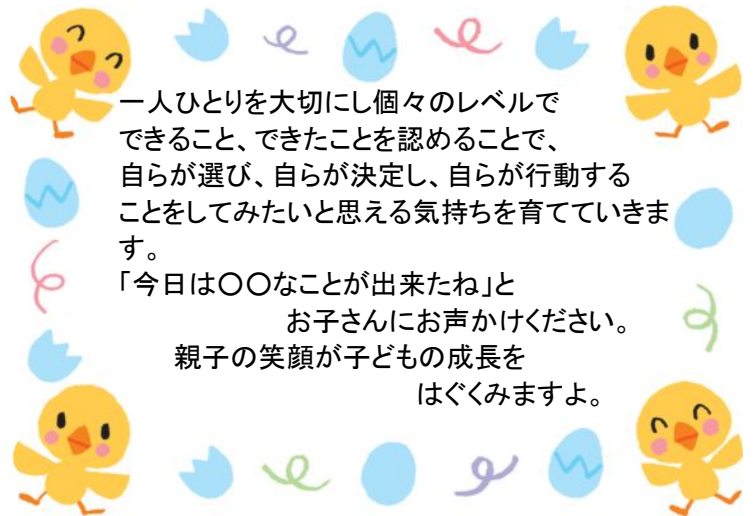 一人ひとりを大切にし個々のレベルで
できること、できたことを認めることで、
自らが選び、自らが決定し、自らが行動する
ことをしてみたいと思える気持ちを育てていきま
す。
「今日は〇〇なことが出来たね」と
お子さんにお声かけください。
親子の笑顔が子どもの成長を
はぐくみますよ。